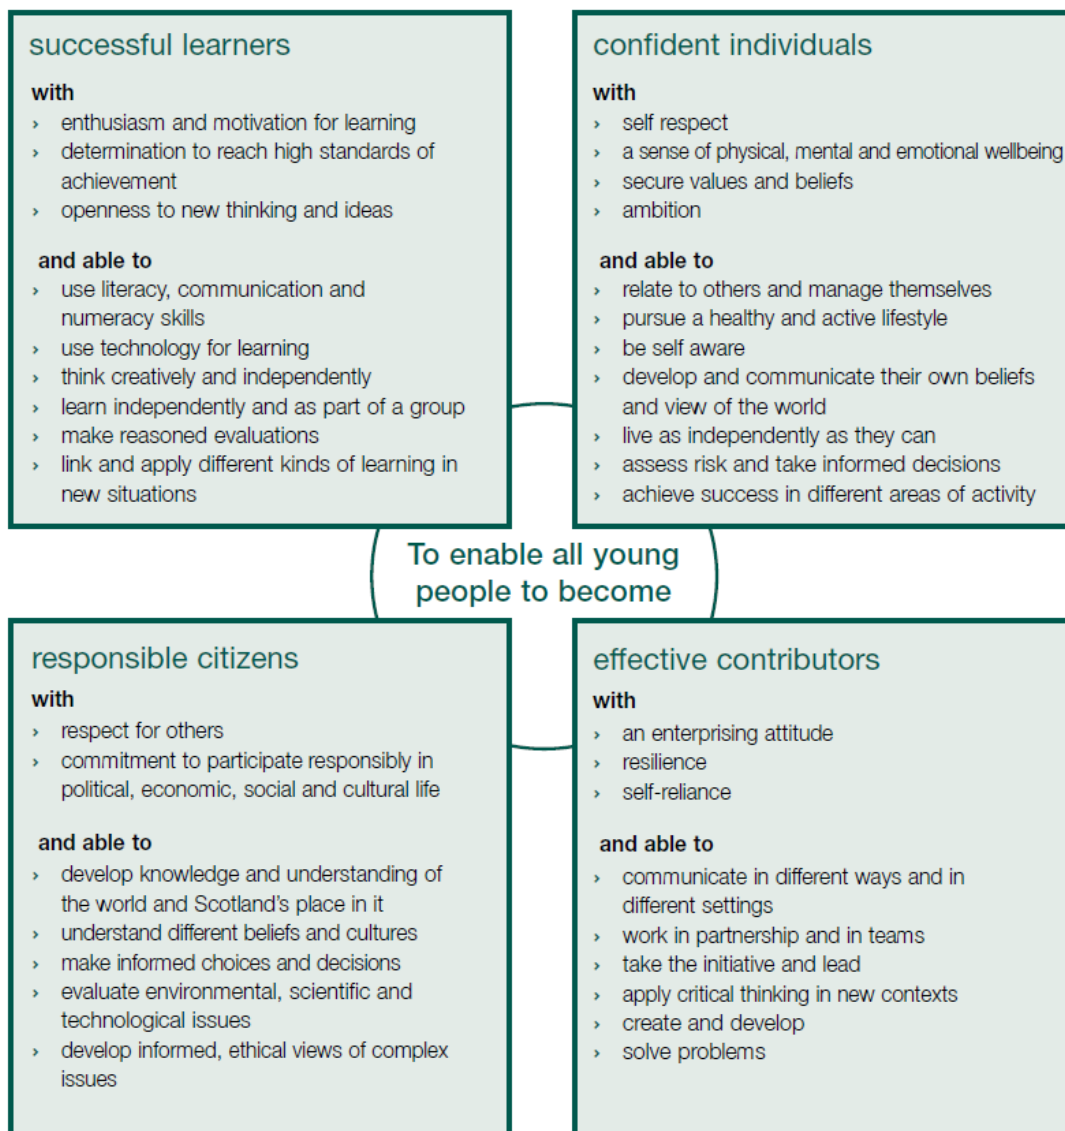 successful learners
with
› enthusiasm and motivation for learning
› determination to reach high standards of
achievement
› openness to new thinking and ideas
and able to
› use literacy, communication and
numeracy skills
› use technology for learning
› think creatively and independently
› learn independently and as part of a group
› make reasoned evaluations
› link and apply different kinds of learning in
new situations
confident individuals
with
› self respect
› a sense of physical, mental and emotional wellbeing
› secure values and beliefs
› ambition
and able to
› relate to others and manage themselves
› pursue a healthy and active lifestyle
› be self aware
› develop and communicate their own beliefs
and view of the world
› live as independently as they can
› assess risk and take informed decisions
› achieve success in different areas of activity
To enable all young
people to become
responsible citizens
with
› respect for others
› commitment to participate responsibly in
political, economic, social and cultural life
and able to
› develop knowledge and understanding of
the world and Scotland's place in it
› understand different beliefs and cultures
› make informed choices and decisions
› evaluate environmental, scientific and
technological issues
› develop informed, ethical views of complex
issues
effective contributors
with
› an enterprising attitude
› resilience
› self-reliance
and able to
› communicate in different ways and in
different settings
› work in partnership and in teams
› take the initiative and lead
› apply critical thinking in new contexts
› create and develop
› solve problems